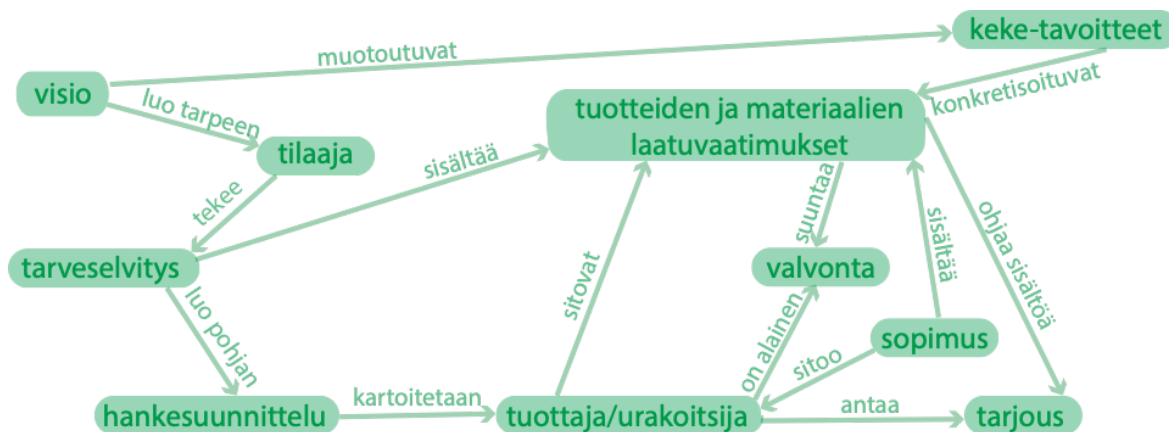 keke-tavoitteet
muotoutuvat
visio
konkretisoituvat
luo tarpeen
tuotteiden ja materiaalien
laatuvaatimukset
tilaaja
sisältää
tekee
suuntaa
sisältää
ohjaa sisältöä
tarveselvitys
valvonta
sitovat
luo pohjan
on alainen
sopimus
sitoo
hankesuunnittelu
kartoitetaan
tuottaja/urakoitsija
antaa
tarjous